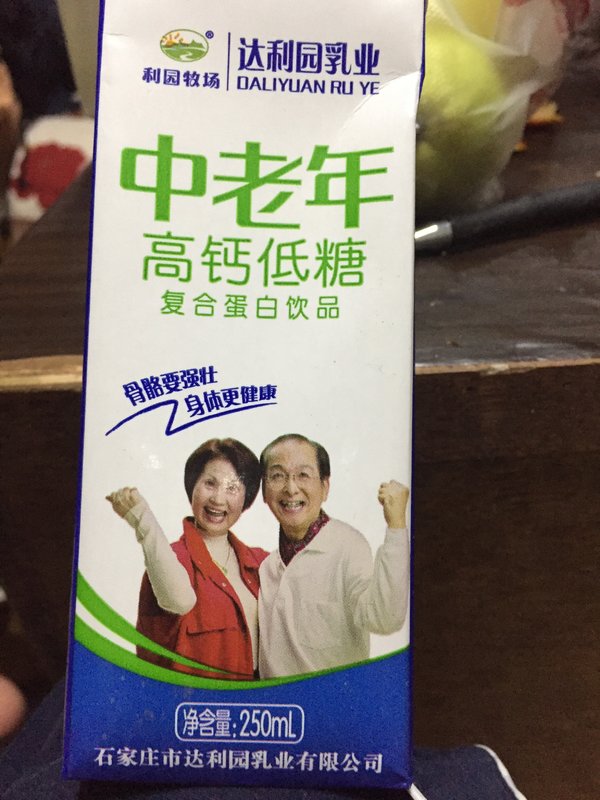 利园牧场
®
达利园乳业
DALIYUAN RU YE
中老年
高钙低糖
复合蛋白饮品
骨骼要强壮
身体更健康
净含量:250mL
石家庄市达利园乳业有限公司